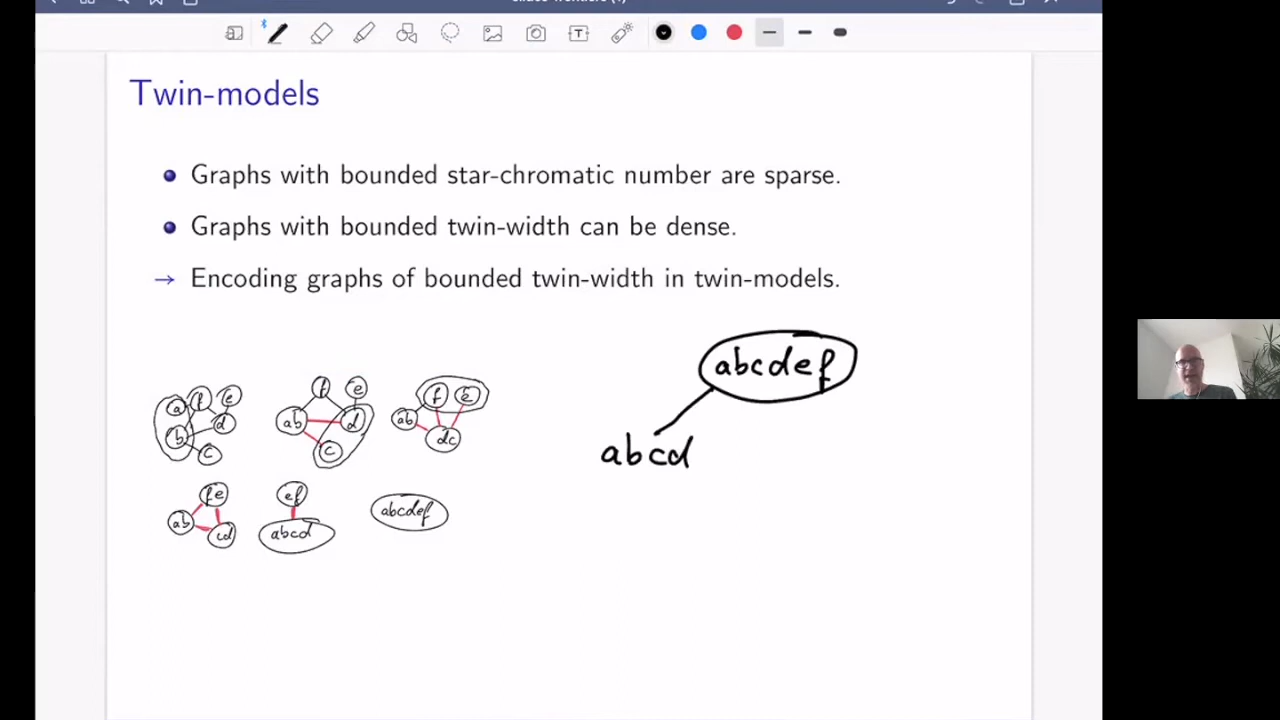 Twin-models
Graphs with bounded star-chromatic number are sparse.
Graphs with bounded twin-width can be dense.
→ Encoding graphs of bounded twin-width in twin-models.
abcdef
abcd
a f e
b d
c
f e
ab d
c
f e
ab dc
fe
ab cd
ef
abcd
abcdef